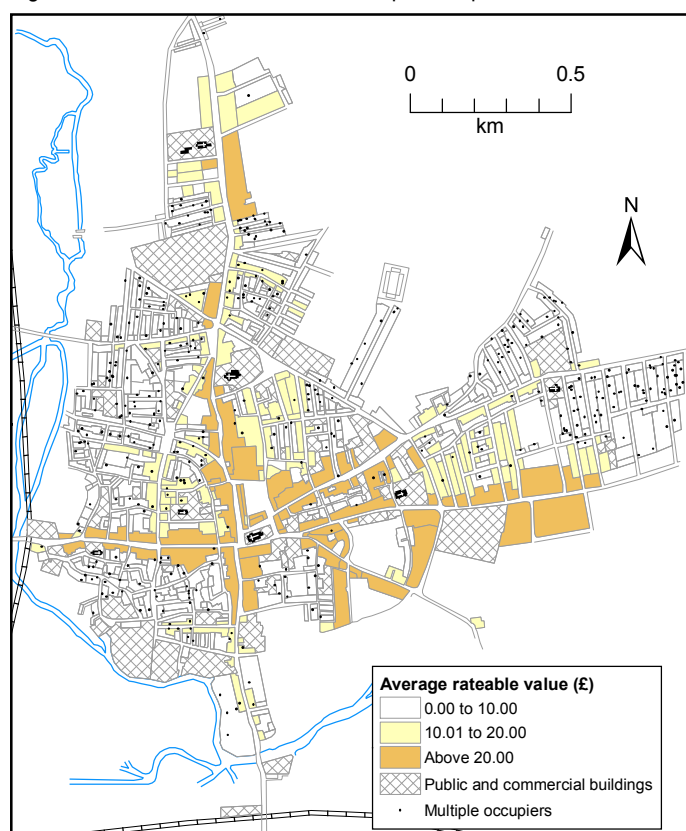 0 0.5
km
N
Average rateable value (£)
0.00 to 10.00
10.01 to 20.00
Above 20.00
Public and commercial buildings
Multiple occupiers